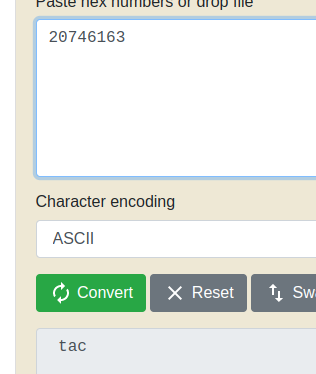 Paste hex numbers or drop file
20746163
Character encoding
ASCII
Convert Reset
tac